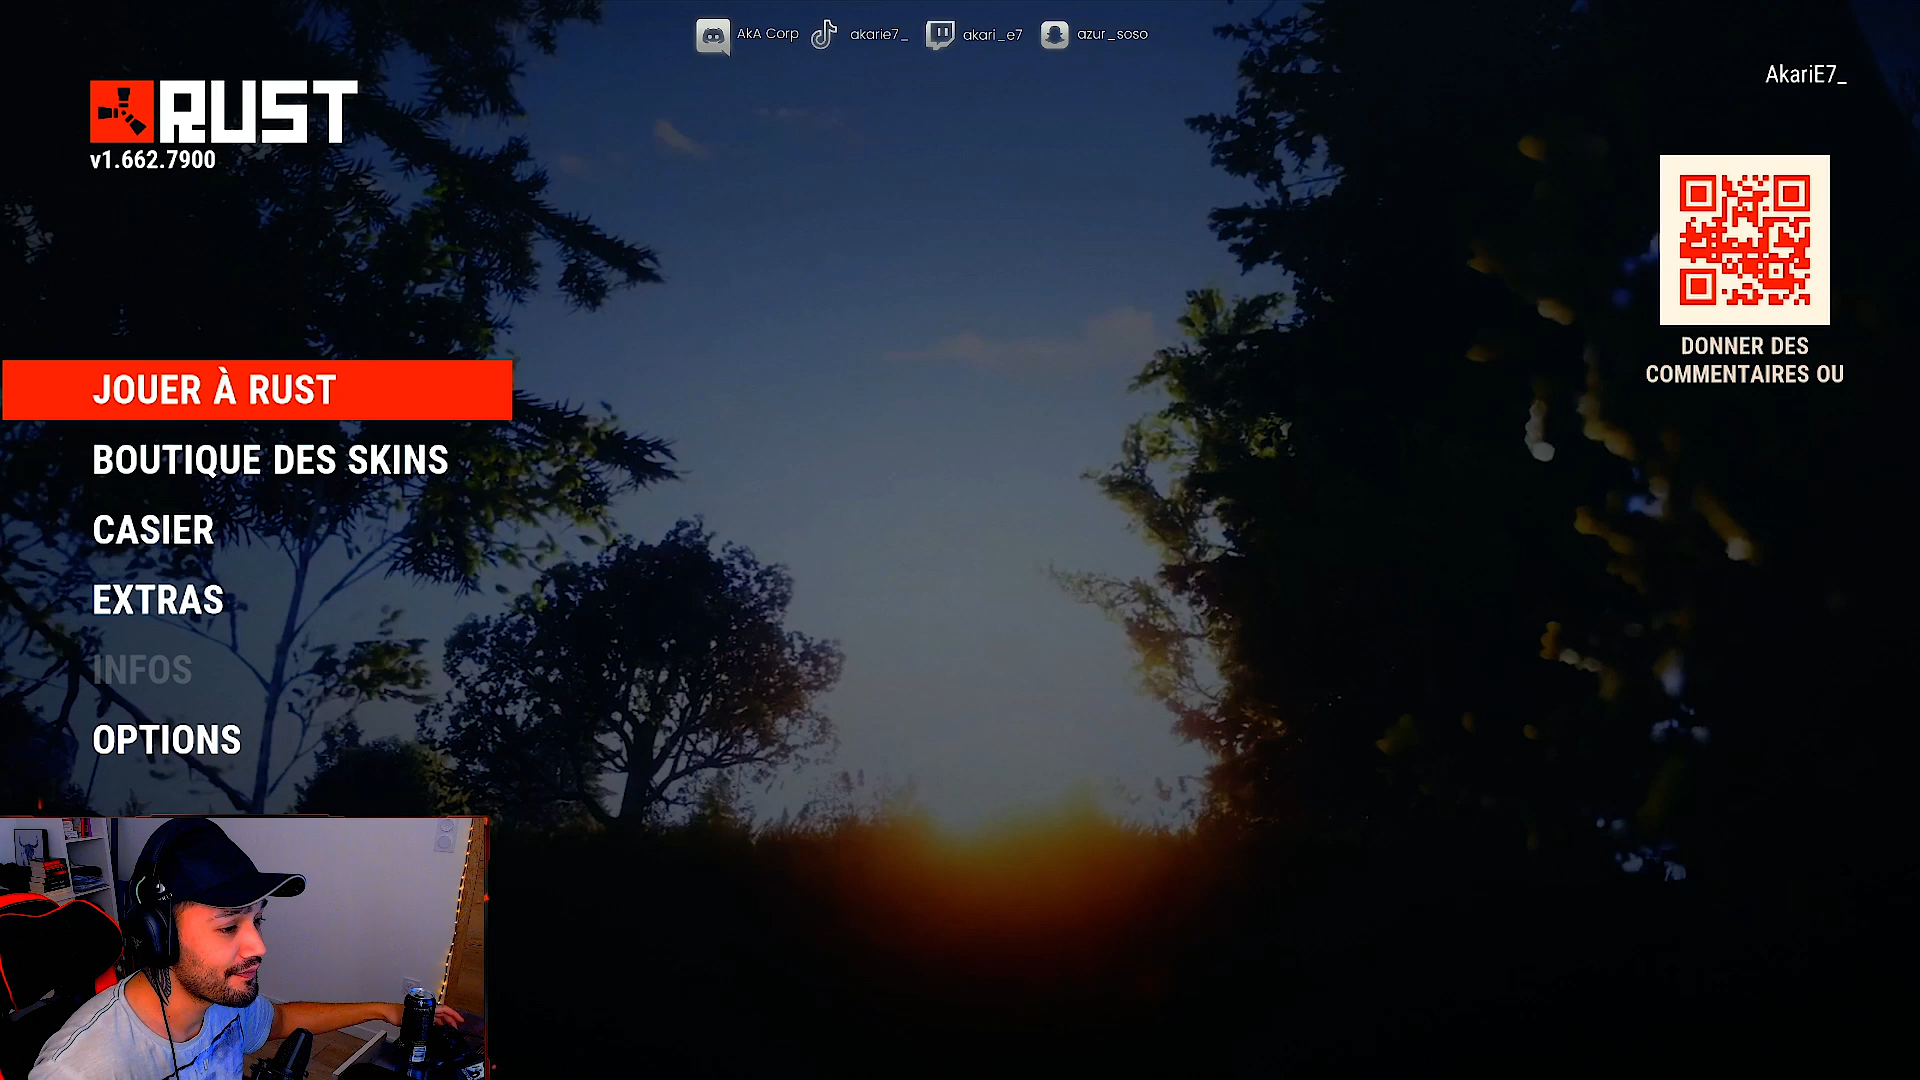 AkA Corp
akarie7_
akari_e7
azur_soso
AkariE7_
RUST
v1.662.7900
DONNER DES
COMMENTAIRES OU
JOUER À RUST
BOUTIQUE DES SKINS
CASIER
EXTRAS
INFOS
OPTIONS